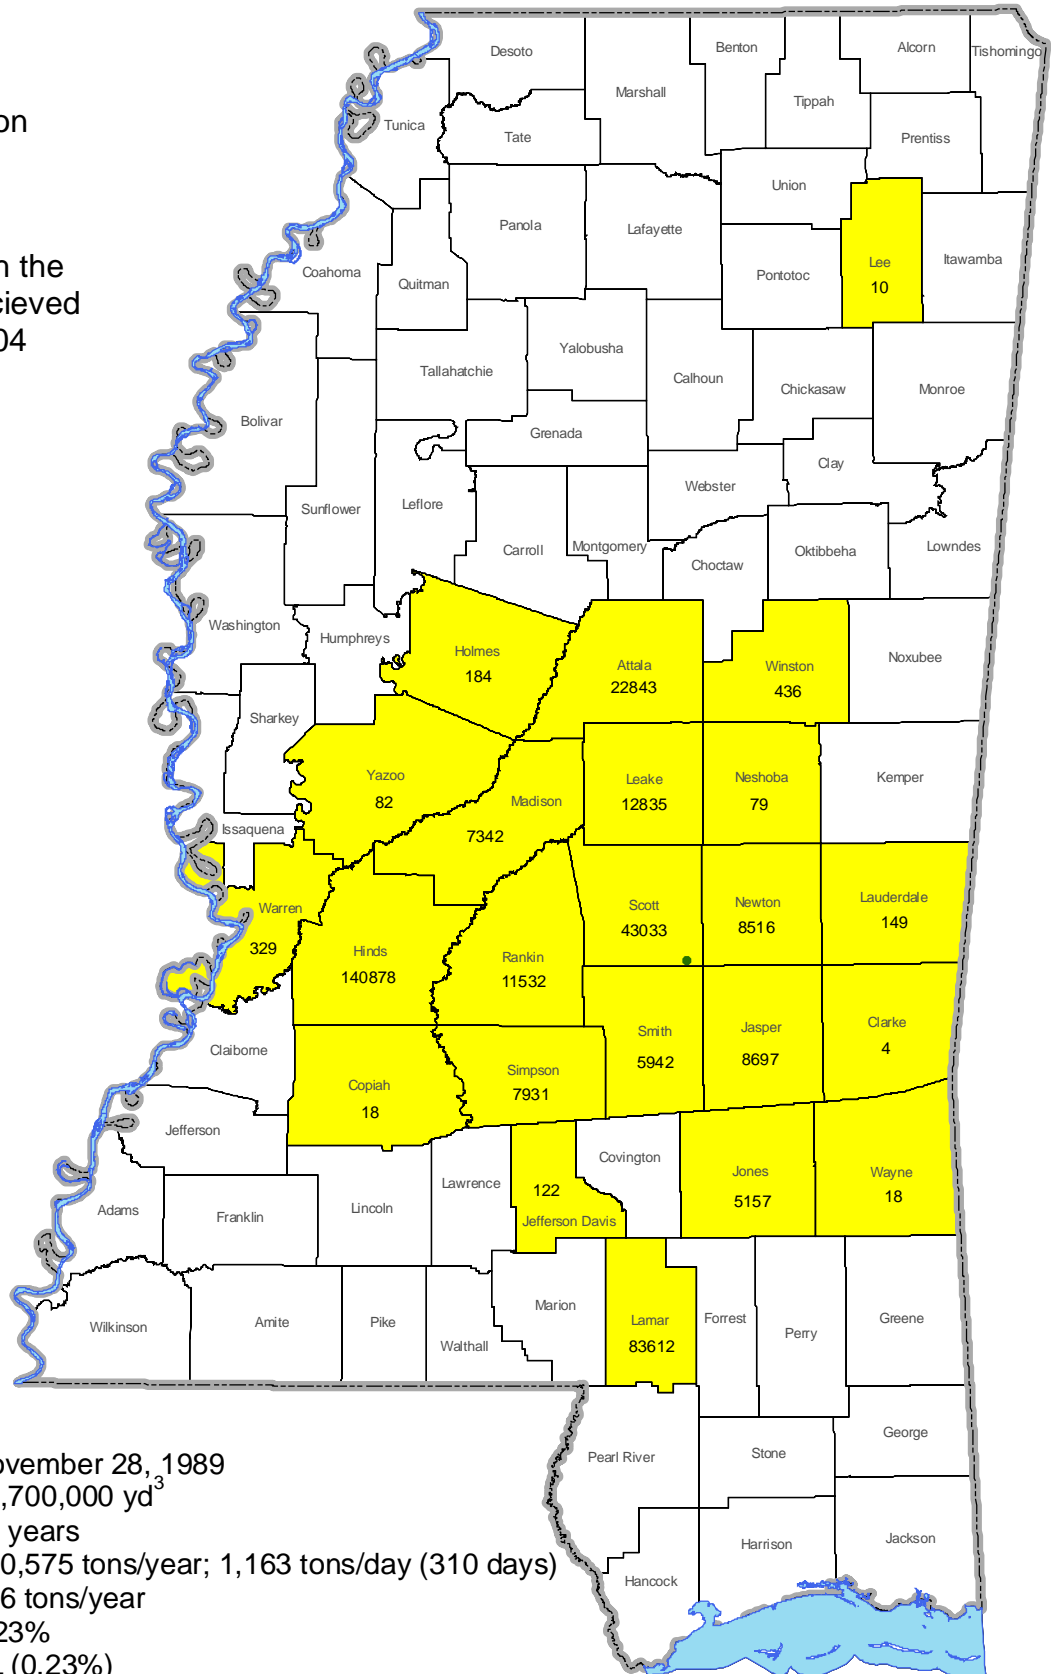 Desoto
Benton
Alcorn
Tishomingo
Marshall
Tippah
on
Tunica
Tate
Prentiss
Union
Panola
Lafayette
n the
Coahoma
Quitman
Pontotoc
Lee
10
Itawamba
cieved
04
Yalobusha
Tallahatchie
Calhoun
Chickasaw
Monroe
Bolivar
Grenada
Clay
Webster
Sunflower
Leflore
Carroll
Montgomery
Choctaw
Oktibbeha
Lowndes
Washington
Humphreys
Holmes
184
Attala
22843
Winston
436
Noxubee
Sharkey
Yazoo
82
Madison
7342
Leake
12835
Neshoba
79
Kemper
Issaquena
Warren
329
Hinds
140878
Rankin
11532
Scott
43033
Newton
8516
Lauderdale
149
Claiborne
Copiah
18
Simpson
7931
Smith
5942
Jasper
8697
Clarke
4
Jefferson
Lawrence
122
Jefferson Davis
Covington
Jones
5157
Wayne
18
Adams
Franklin
Lincoln
Wilkinson
Amite
Pike
Walthall
Marion
Lamar
83612
Forrest
Perry
Greene
Pearl River
Stone
George
Hancock
Harrison
Jackson
ovember 28, 1989
,700,000 yd³
years
0,575 tons/year; 1,163 tons/day (310 days)
6 tons/year
23%
(0.23%)